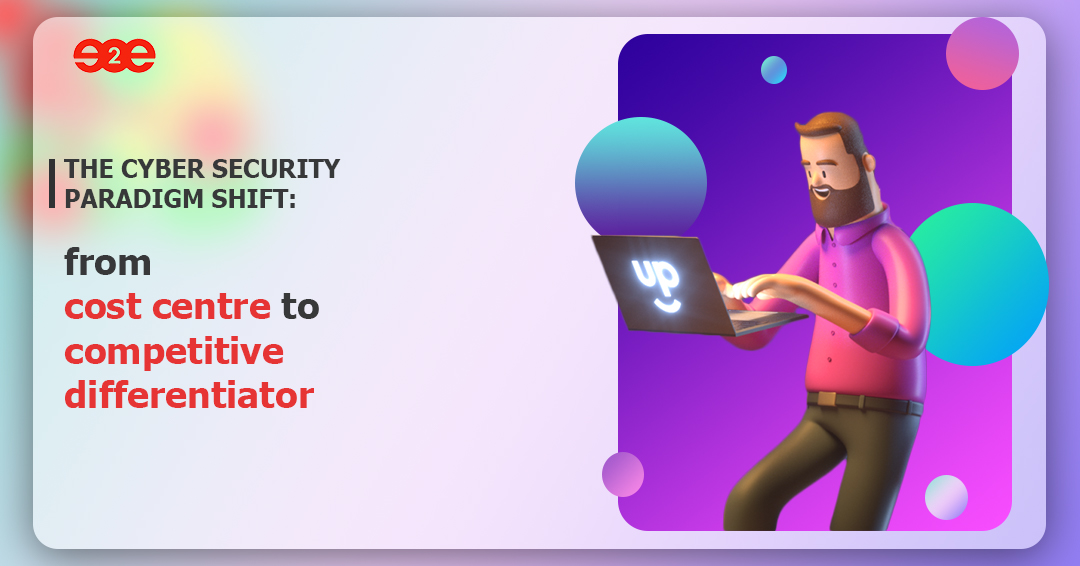 e2e
THE CYBER SECURITY
PARADIGM SHIFT:
from
cost centre to
competitive
differentiator
up